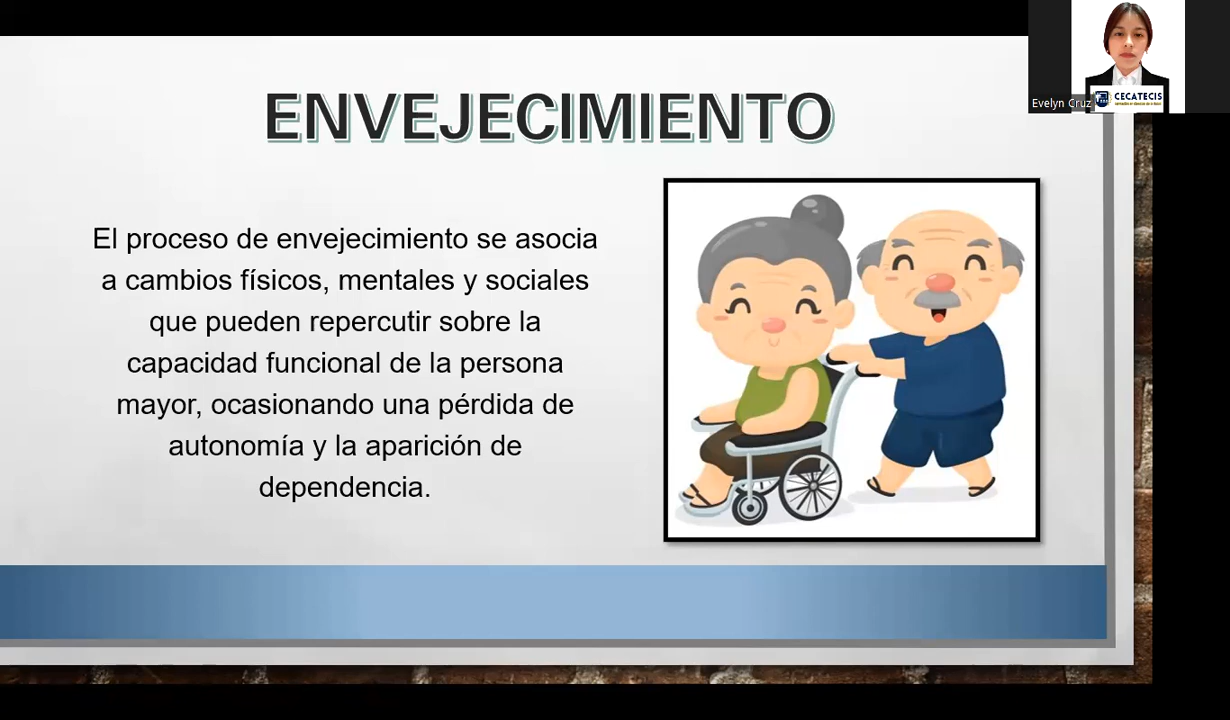 ENVEJECIMIENTO
El proceso de envejecimiento se asocia
a cambios físicos, mentales y sociales
que pueden repercutir sobre la
capacidad funcional de la persona
mayor, ocasionando una pérdida de
autonomía y la aparición de
dependencia.
Evelyn Cruz
CECATECIS